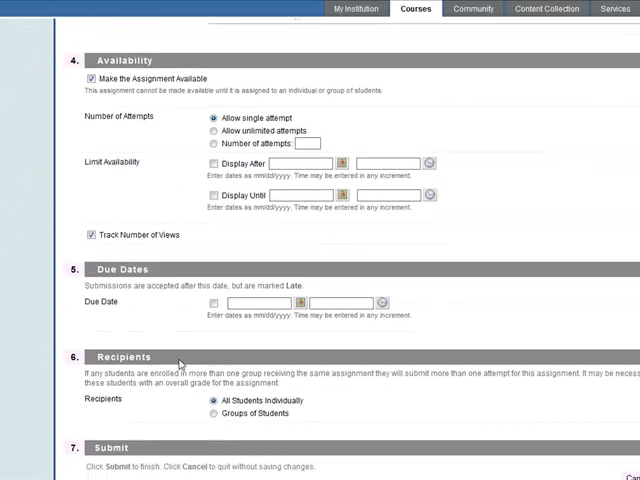 My Institution Courses Community Content Collection Services
4. Availability
Make the Assignment Available
This assignment cannot be made available until it is assigned to an individual or group of students.
Number of Attempts Allow single attempt
Allow unlimited attempts
Number of attempts:
Limit Availability Display After
Enter dates as mm/dd/yyyy. Time may be entered in any increment.
Display Until
Enter dates as mm/dd/yyyy. Time may be entered in any increment.
Track Number of Views
5. Due Dates
Submissions are accepted after this date, but are marked Late.
Due Date
Enter dates as mm/dd/yyyy. Time may be entered in any increment.
6. Recipients
If any students are enrolled in more than one group receiving the same assignment they will submit more than one attempt for this assignment. It may be neces
these students with an overall grade for the assignment.
Recipients All Students Individually
Groups of Students
7. Submit
Click Submit to finish. Click Cancel to quit without saving changes.